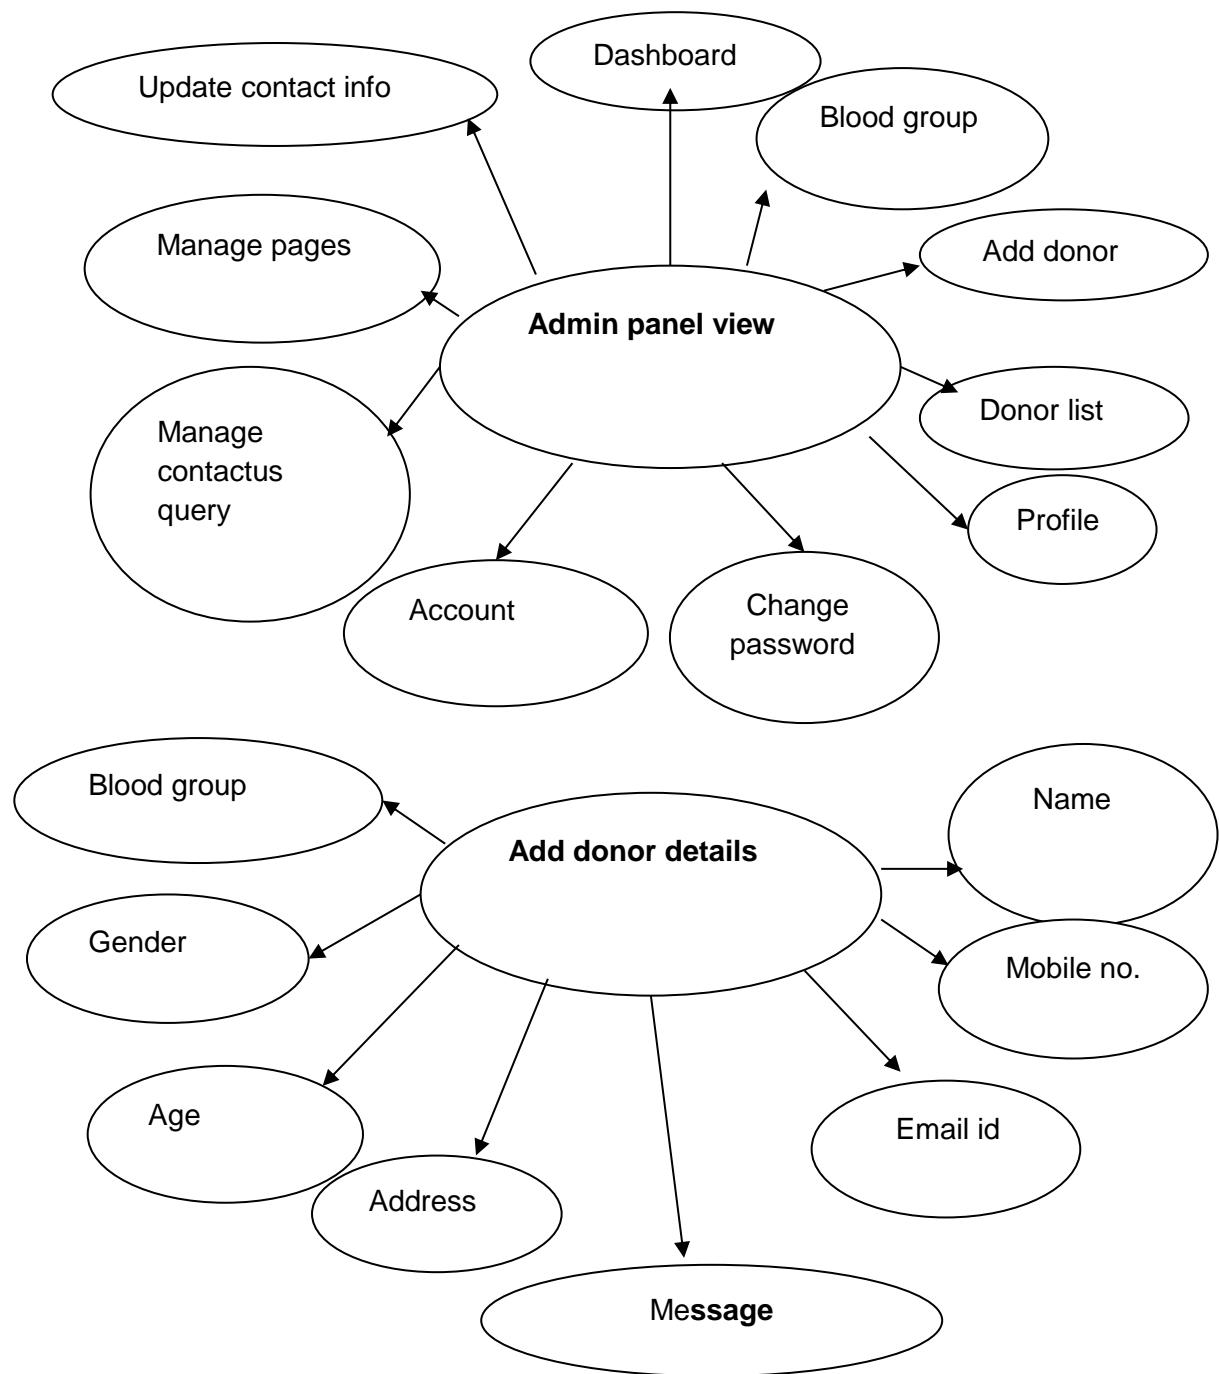 Dashboard
Update contact info
Blood group
Manage pages
Add donor
Admin panel view
Donor list
Manage
contactus
query
Profile
Account
Change
password
Blood group
Name
Add donor details
Gender
Mobile no.
Age
Email id
Address
Message